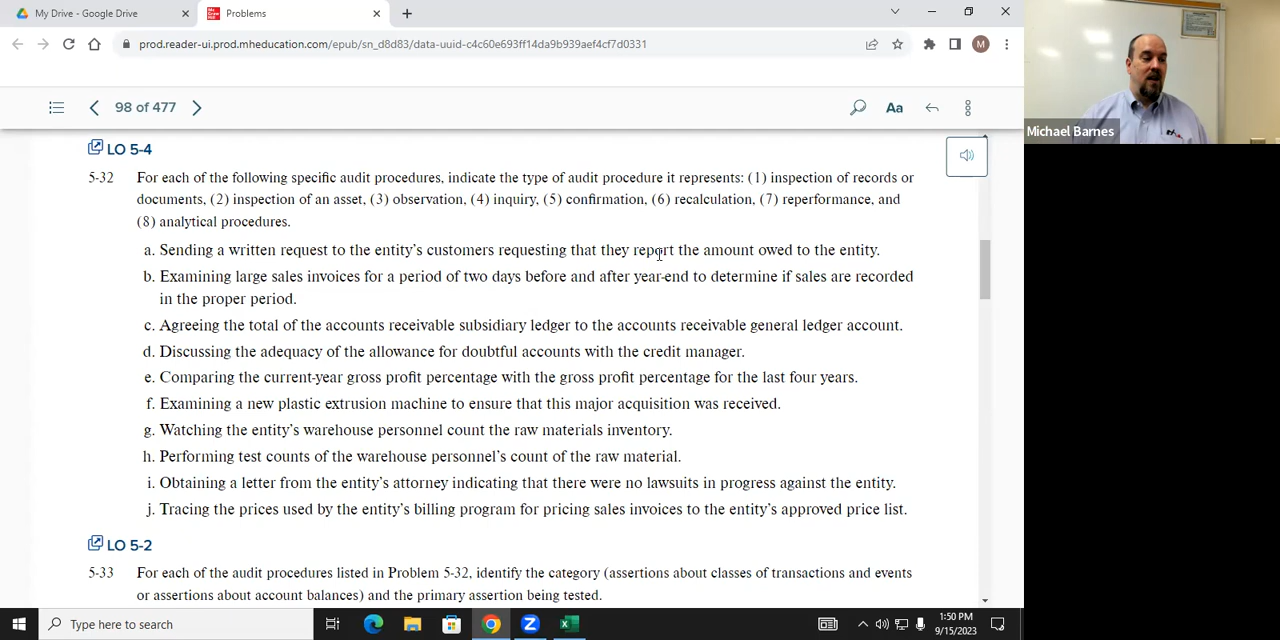 My Drive - Google Drive
Problems
prod.reader-ui.prod.mheducation.com/epub/sn_d8d83/data-uuid-c4c60e693ff14da9b939aef4cf7d0331
M
98 of 477
Aa
LO 5-4
5-32 For each of the following specific audit procedures, indicate the type of audit procedure it represents: (1) inspection of records or
documents, (2) inspection of an asset, (3) observation, (4) inquiry, (5) confirmation, (6) recalculation, (7) reperformance, and
(8) analytical procedures.
a. Sending a written request to the entity's customers requesting that they report the amount owed to the entity.
b. Examining large sales invoices for a period of two days before and after year-end to determine if sales are recorded
in the proper period.
c. Agreeing the total of the accounts receivable subsidiary ledger to the accounts receivable general ledger account.
d. Discussing the adequacy of the allowance for doubtful accounts with the credit manager.
e. Comparing the current-year gross profit percentage with the gross profit percentage for the last four years.
f. Examining a new plastic extrusion machine to ensure that this major acquisition was received.
g. Watching the entity's warehouse personnel count the raw materials inventory.
h. Performing test counts of the warehouse personnel's count of the raw material.
i. Obtaining a letter from the entity's attorney indicating that there were no lawsuits in progress against the entity.
j. Tracing the prices used by the entity's billing program for pricing sales invoices to the entity's approved price list.
LO 5-2
5-33 For each of the audit procedures listed in Problem 5-32, identify the category (assertions about classes of transactions and events
or assertions about account balances) and the primary assertion being tested.
Type here to search
1:50 PM
9/15/2023
Michael Barnes